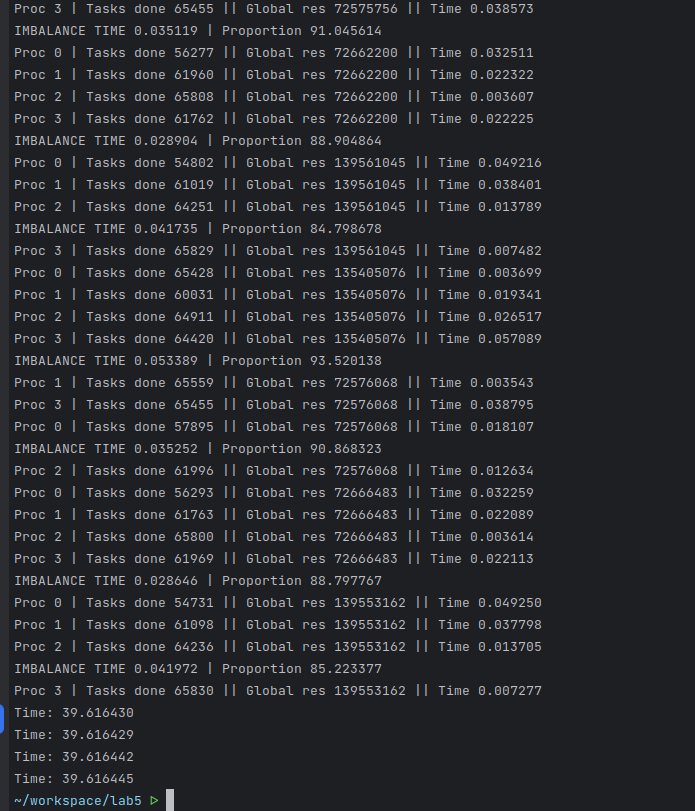 Proc 3 | Tasks done 65455 || Global res 72575756 || Time 0.038573
IMBALANCE TIME 0.035119 | Proportion 91.045614
Proc 0 | Tasks done 56277 || Global res 72662200 || Time 0.032511
Proc 1 | Tasks done 61960 || Global res 72662200 || Time 0.022322
Proc 2 | Tasks done 65808 || Global res 72662200 || Time 0.003607
Proc 3 | Tasks done 61762 || Global res 72662200 || Time 0.022225
IMBALANCE TIME 0.028904 | Proportion 88.904864
Proc 0 | Tasks done 54802 || Global res 139561045 || Time 0.049216
Proc 1 | Tasks done 61019 || Global res 139561045 || Time 0.038401
Proc 2 | Tasks done 64251 || Global res 139561045 || Time 0.013789
IMBALANCE TIME 0.041735 | Proportion 84.798678
Proc 3 | Tasks done 65829 || Global res 139561045 || Time 0.007482
Proc 0 | Tasks done 65428 || Global res 135405076 || Time 0.003699
Proc 1 | Tasks done 60031 || Global res 135405076 || Time 0.019341
Proc 2 | Tasks done 64911 || Global res 135405076 || Time 0.026517
Proc 3 | Tasks done 64420 || Global res 135405076 || Time 0.057089
IMBALANCE TIME 0.053389 | Proportion 93.520138
Proc 1 | Tasks done 65559 || Global res 72576068 || Time 0.003543
Proc 3 | Tasks done 65455 || Global res 72576068 || Time 0.038795
Proc 0 | Tasks done 57895 || Global res 72576068 || Time 0.018107
IMBALANCE TIME 0.035252 | Proportion 90.868323
Proc 2 | Tasks done 61996 || Global res 72576068 || Time 0.012634
Proc 0 | Tasks done 56293 || Global res 72666483 || Time 0.032259
Proc 1 | Tasks done 61763 || Global res 72666483 || Time 0.022089
Proc 2 | Tasks done 65800 || Global res 72666483 || Time 0.003614
Proc 3 | Tasks done 61969 || Global res 72666483 || Time 0.022113
IMBALANCE TIME 0.028646 | Proportion 88.797767
Proc 0 | Tasks done 54731 || Global res 139553162 || Time 0.049250
Proc 1 | Tasks done 61098 || Global res 139553162 || Time 0.037798
Proc 2 | Tasks done 64236 || Global res 139553162 || Time 0.013705
IMBALANCE TIME 0.041972 | Proportion 85.223377
Proc 3 | Tasks done 65830 || Global res 139553162 || Time 0.007277
Time: 39.616430
Time: 39.616429
Time: 39.616442
Time: 39.616445
~/workspace/lab5 ▷